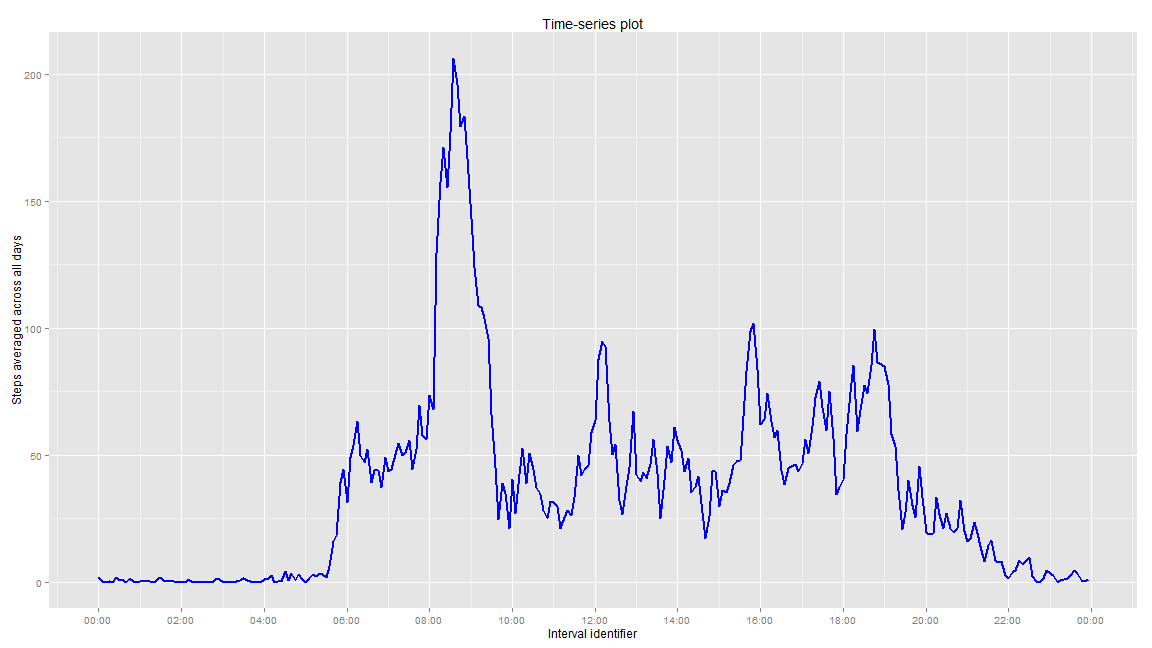 Time-series plot
Steps averaged across all days
200
150
100
50
0
00:00 02:00 04:00 06:00 08:00 10:00 12:00 14:00 16:00 18:00 20:00 22:00 00:00
Interval identifier